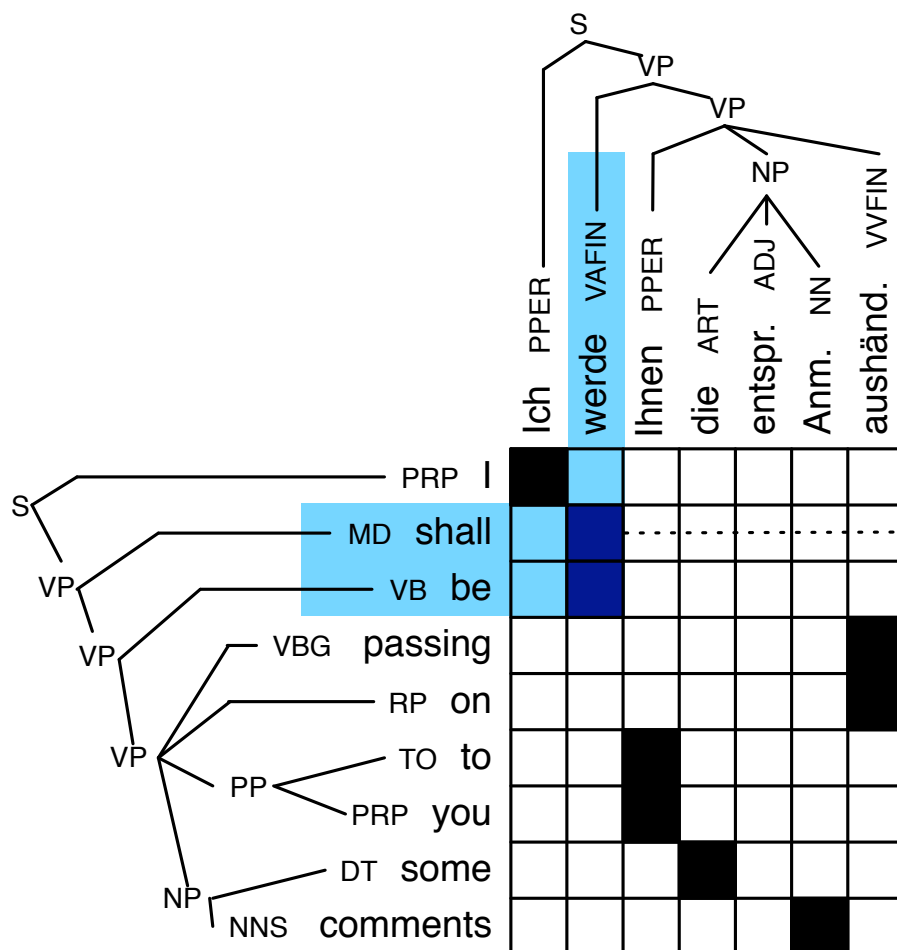 S
VP
VP
NP
Ich PPER
werde VAFIN
Ihnen PPER
die ART
entspr. ADJ
Anm. NN
aushänd. VVFIN
PRP I
S
MD shall
VP
VB be
VBG passing
VP
RP on
VP
TO to
PP
PRP you
DT some
NP
NNS comments